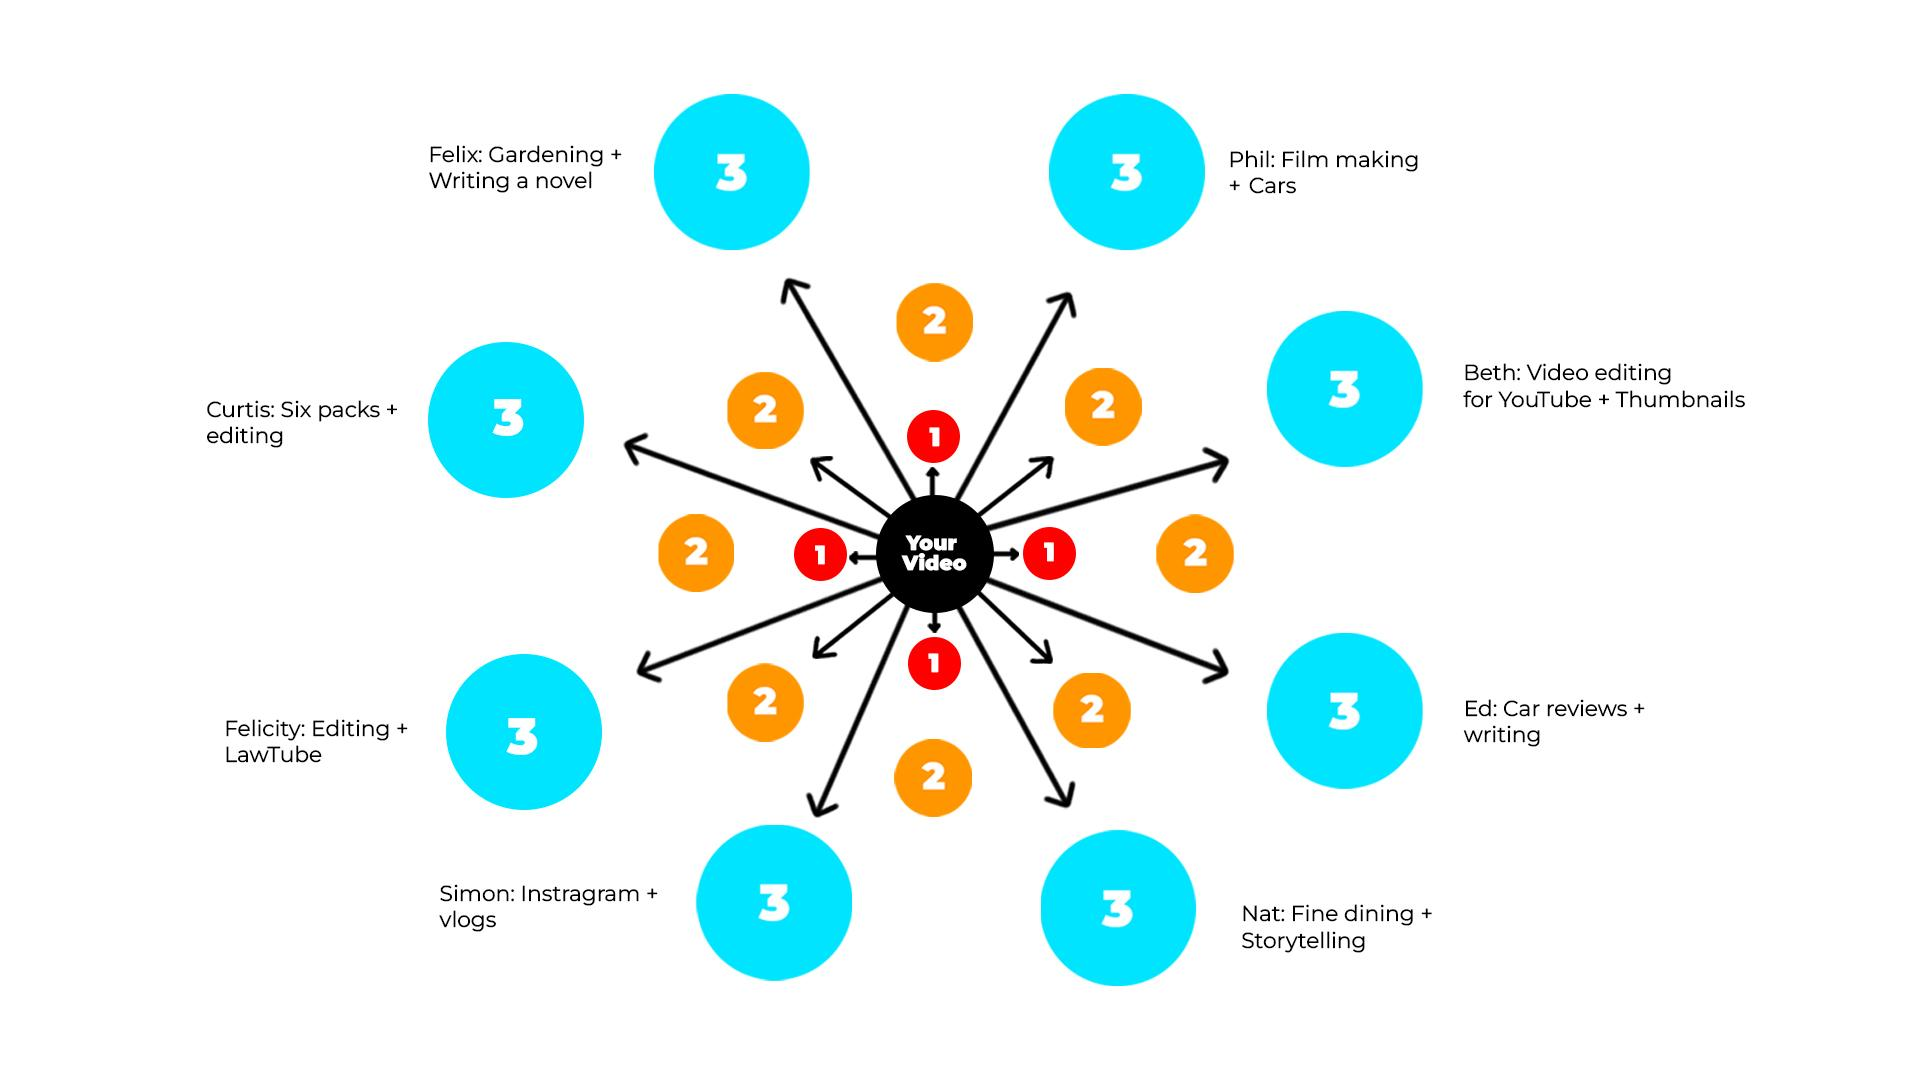 3
3
Felix: Gardening +
Writing a novel
Phil: Film making
+ Cars
2
3
Beth: Video editing
for YouTube + Thumbnails
3
Curtis: Six packs +
editing
2
2
1
Your
Video
2
1
1
2
1
2
2
3
Ed: Car reviews +
writing
3
Felicity: Editing +
LawTube
2
3
Simon: Instragram +
vlogs
3
Nat: Fine dining +
Storytelling